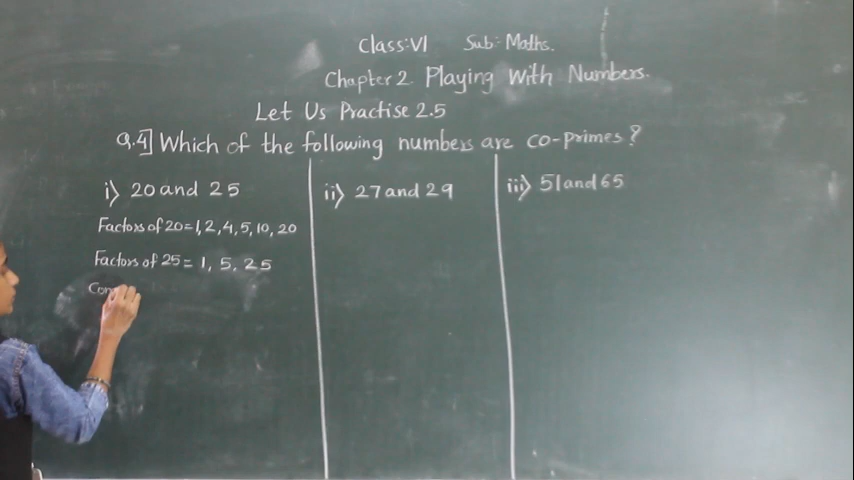 Class:VI Sub:- Maths.
Chapter 2 Playing With Numbers.
Let Us Practise 2.5
Q.4] Which of the following numbers are co-primes?
i) 20 and 25
Factors of 20 = 1, 2, 4, 5, 10, 20
Factors of 25 = 1, 5, 25
Com
ii) 27 and 29
iii) 51 and 65